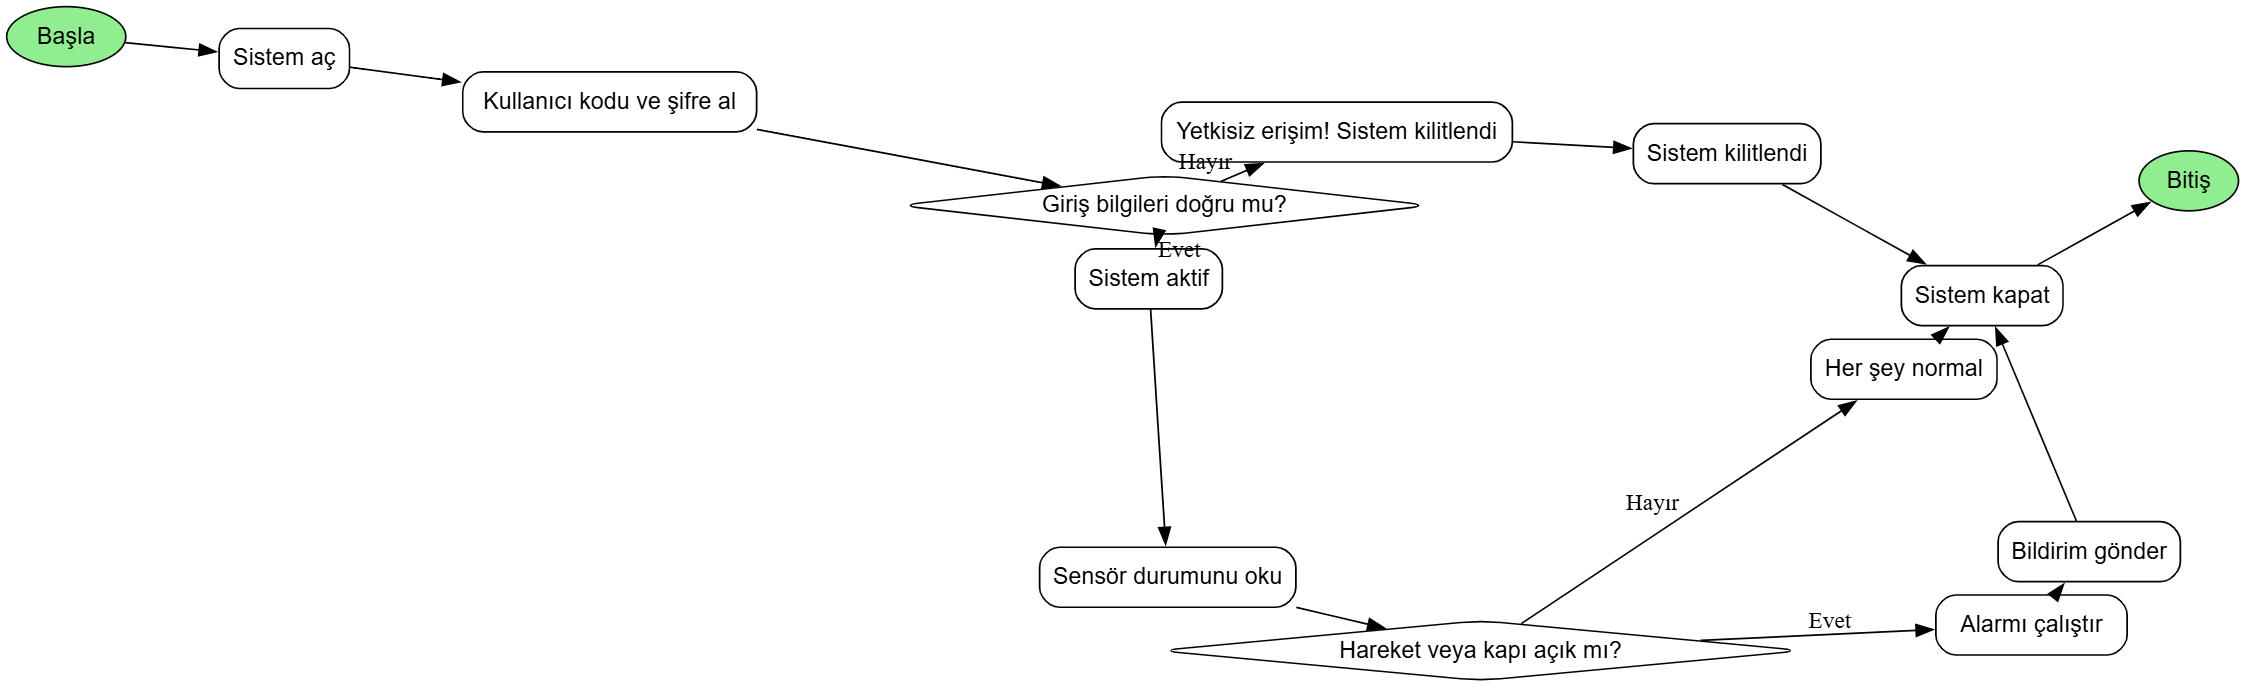 Başla
Sistem aç
Kullanıcı kodu ve şifre al
Giriş bilgileri doğru mu?
Hayır
Yetkisiz erişim! Sistem kilitlendi
Sistem kilitlendi
Evet
Sistem aktif
Sensör durumunu oku
Hareket veya kapı açık mı?
Hayır
Her şey normal
Evet
Alarmı çalıştır
Bildirim gönder
Sistem kapat
Bitiş